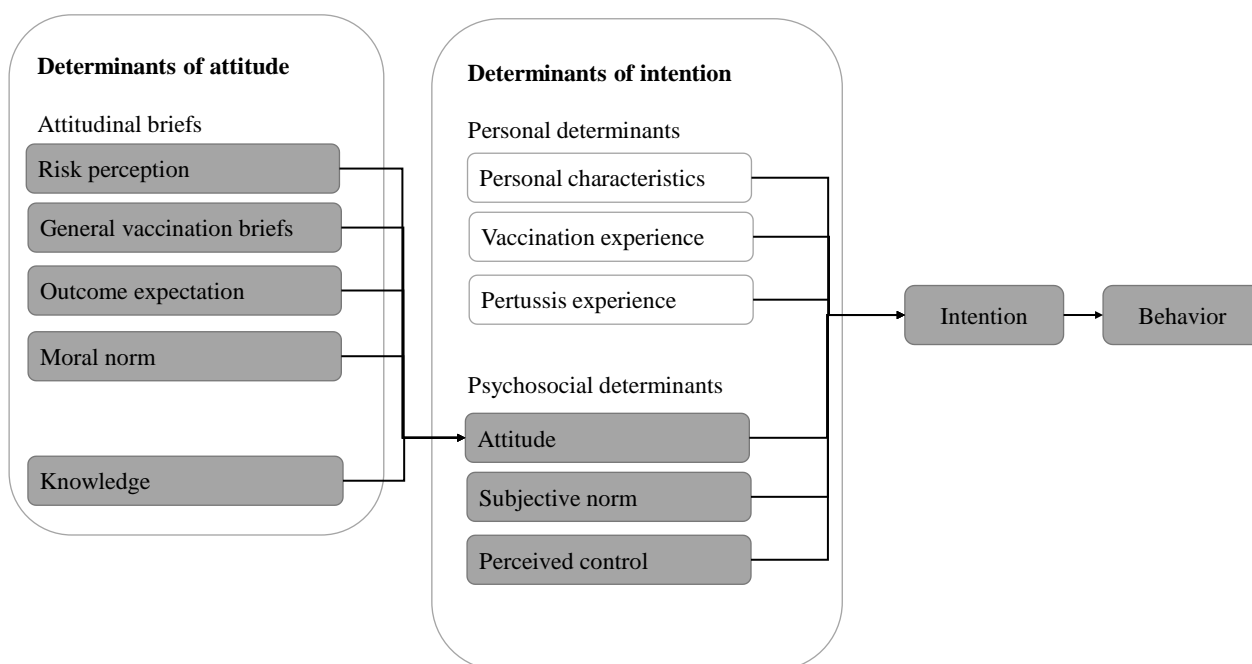 Determinants of attitude
Attitudinal briefs
Risk perception
General vaccination briefs
Outcome expectation
Moral norm
Knowledge
Determinants of intention
Personal determinants
Personal characteristics
Vaccination experience
Pertussis experience
Psychosocial determinants
Attitude
Subjective norm
Perceived control
Intention
Behavior